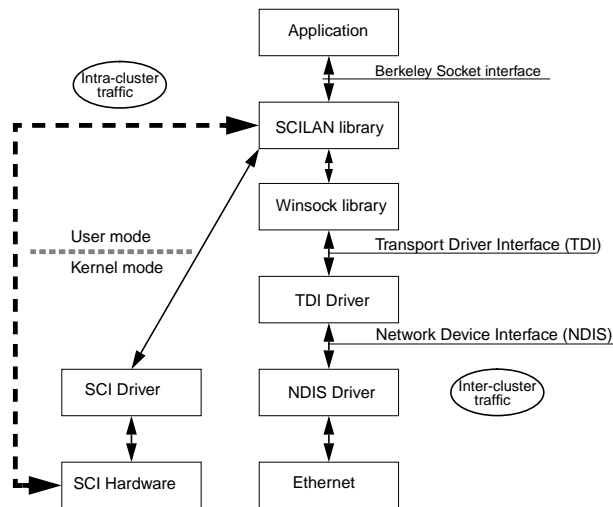 Application
Berkeley Socket interface
Intra-cluster
traffic
SCILAN library
Winsock library
User mode
Kernel mode
Transport Driver Interface (TDI)
TDI Driver
Network Device Interface (NDIS)
SCI Driver
NDIS Driver
Inter-cluster
traffic
SCI Hardware
Ethernet